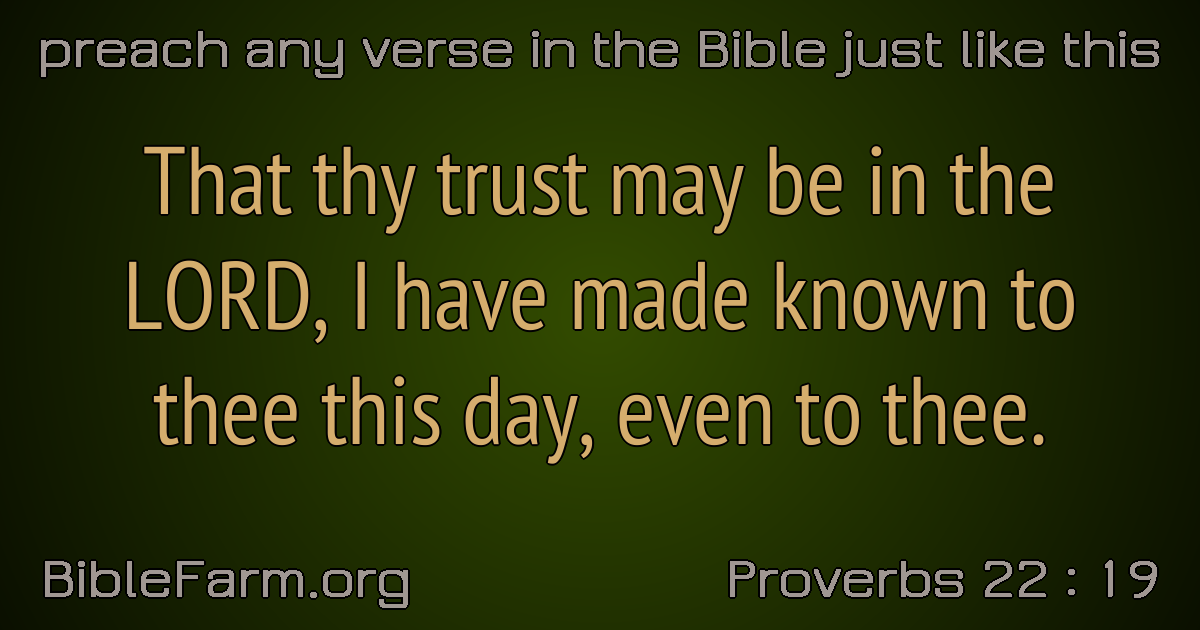 preach any verse in the Bible just like this
That thy trust may be in the
LORD, I have made known to
thee this day, even to thee.
BibleFarm.org
Proverbs 22 : 19